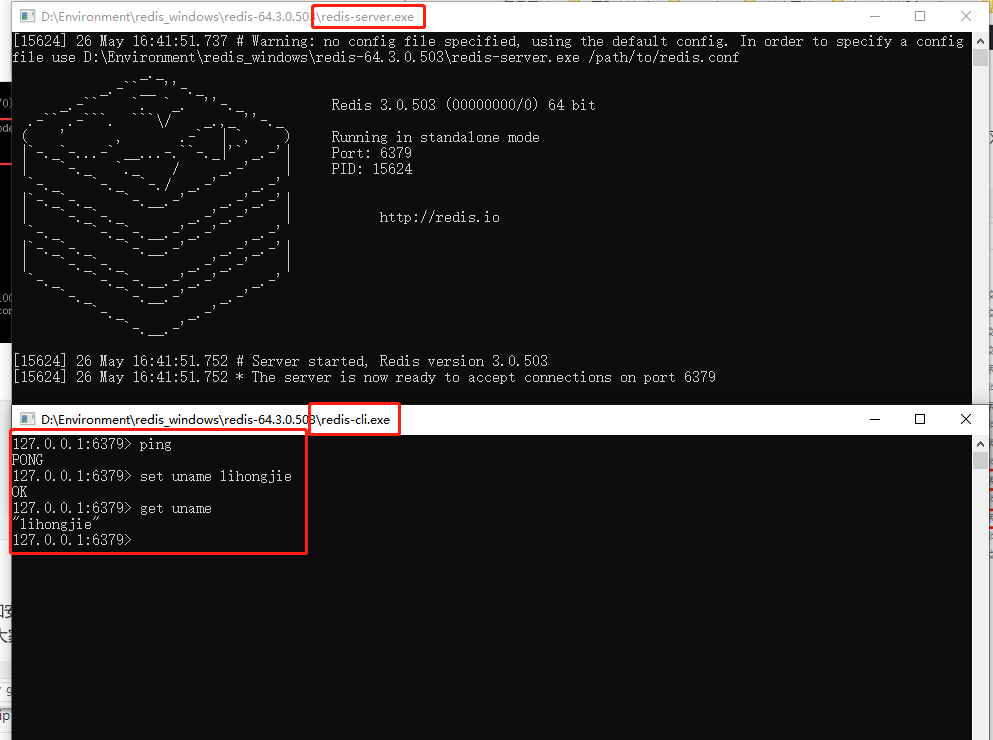 D:\Environment\redis_windows\redis-64.3.0.503\redis-server.exe
[15624] 26 May 16:41:51.737 # Warning: no config file specified, using the default config. In order to specify a config
file use D:\Environment\redis_windows\redis-64.3.0.503\redis-server.exe /path/to/redis.conf
Redis 3.0.503 (00000000/0) 64 bit
Running in standalone mode
Port: 6379
PID: 15624
http://redis.io
[15624] 26 May 16:41:51.752 # Server started, Redis version 3.0.503
[15624] 26 May 16:41:51.752 * The server is now ready to accept connections on port 6379
D:\Environment\redis_windows\redis-64.3.0.503\redis-cli.exe
127.0.0.1:6379> ping
PONG
127.0.0.1:6379> set uname lihongjie
OK
127.0.0.1:6379> get uname
"lihongjie"
127.0.0.1:6379>